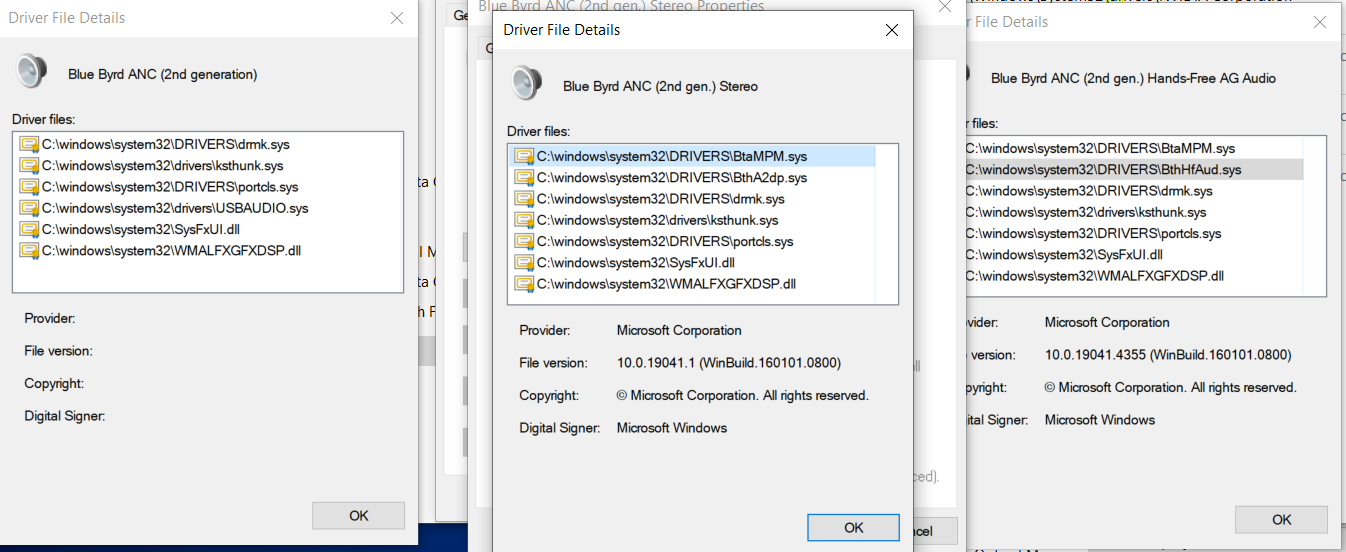 Driver File Details
Blue Byrd ANC (2nd generation)
Driver files:
C:\windows\system32\DRIVERS\drmk.sys
C:\windows\system32\drivers\ksthunk.sys
C:\windows\system32\DRIVERS\portcls.sys
C:\windows\system32\drivers\USBAUDIO.sys
C:\windows\system32\SysFxUI.dll
C:\windows\system32\WMALFXGFXDSP.dll
Provider:
File version:
Copyright:
Digital Signer:
OK
Ge
Blue Byrd ANC (2nd gen.) Stereo Properties
Driver File Details
Blue Byrd ANC (2nd gen.) Stereo
Driver files:
C:\windows\system32\DRIVERS\BtaMPM.sys
C:\windows\system32\DRIVERS\BthA2dp.sys
C:\windows\system32\DRIVERS\drmk.sys
C:\windows\system32\drivers\ksthunk.sys
C:\windows\system32\DRIVERS\portcls.sys
C:\windows\system32\SysFxUI.dll
C:\windows\system32\WMALFXGFXDSP.dll
Provider: Microsoft Corporation
File version: 10.0.19041.1 (WinBuild.160101.0800)
Copyright: © Microsoft Corporation. All rights reserved.
Digital Signer: Microsoft Windows
OK
ced).
ncel
Driver File Details
Blue Byrd ANC (2nd gen.) Hands-Free AG Audio
r files:
C:\windows\system32\DRIVERS\BtaMPM.sys
C:\windows\system32\DRIVERS\BthHfAud.sys
C:\windows\system32\DRIVERS\drmk.sys
C:\windows\system32\drivers\ksthunk.sys
C:\windows\system32\DRIVERS\portcls.sys
C:\windows\system32\SysFxUI.dll
C:\windows\system32\WMALFXGFXDSP.dll
vider: Microsoft Corporation
version: 10.0.19041.4355 (WinBuild.160101.0800)
pyright: © Microsoft Corporation. All rights reserved.
ital Signer: Microsoft Windows
OK